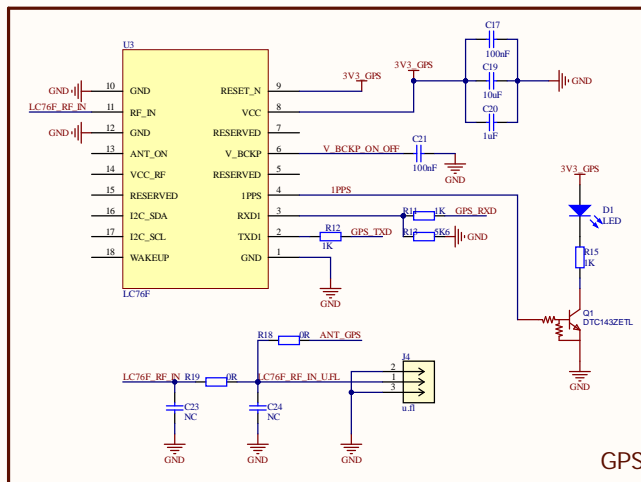 U3
GND 10 GND RESET_N 9 3V3_GPS
LC76F_RF_IN 11 RF_IN VCC 8 3V3_GPS
GND 12 GND RESERVED 7
13 ANT_ON V_BCKP 6 V_BCKP_ON_OFF
14 VCC_RF RESERVED 5
15 RESERVED 1PPS 4 1PPS
16 I2C_SDA RXD1 3 R11 1K GPS_RXD
17 I2C_SCL TXD1 2 R12 1K GPS_TXD
18 WAKEUP GND 1 GND
LC76F
C17
100nF
C19
10uF
C20
1uF
GND
C21
100nF
GND
R13 5K6 GND
3V3_GPS
D1
LED
R15
1K
Q1
DTC143ZETL
GND
R18 0R ANT_GPS
LC76F_RF_IN R19 0R LC76F_RF_IN_U.FL
C23
NC
GND
C24
NC
GND
J4
2
1
3
u.fl
GND
GPS